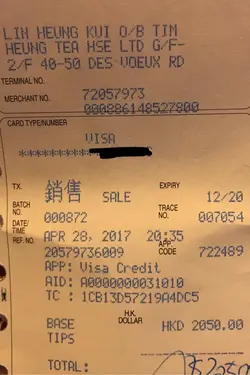 LIN HEUNG KUI O/B TIM
HEUNG TEA HSE LTD G/F-
2/F 40-50 DES VOEUX RD
TERMINAL NO.
72057973
MERCHANT NO.
000886148527800
CARD TYPE/NUMBER
VISA
************
TX. 銷售 SALE EXPIRY 12/20
BATCH NO. 000872 TRACE NO. 007054
DATE/TIME APR 28, 2017 20:35
REF. NO. 20579736009 APP. CODE 722489
APP: Visa Credit
AID: A0000000031010
TC : 1CB13D57219A4DC5
H.K. DOLLAR
BASE HKD 2050.00
TIPS
TOTAL: